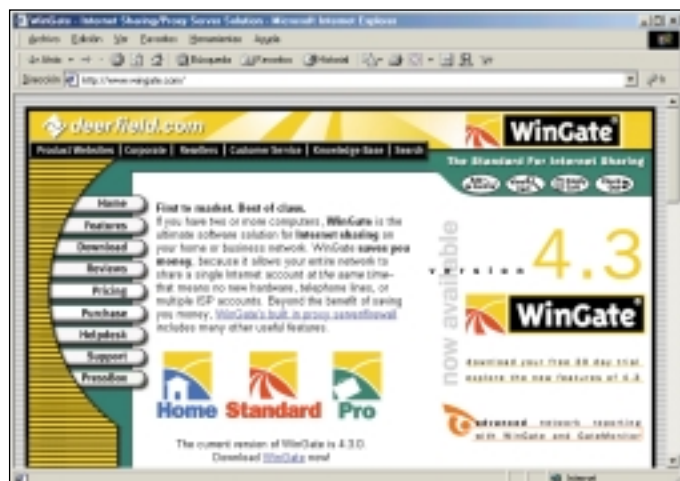 WinGate - Internet Sharing/Proxy Server Solution - Microsoft Internet Explorer
Archivo Edición Ver Favoritos Herramientas Ayuda
Atrás Búsqueda Favoritos Historial
Dirección http://www.wingate.com/
deerfield.com
WinGate®
Product Websites | Corporate | Resellers | Customer Service | Knowledge Base | Search
The Standard For Internet Sharing
Home
Features
Download
Reviews
Pricing
Purchase
Helpdesk
Support
PressBox
First to market. Best of class.
If you have two or more computers, WinGate is the
ultimate software solution for Internet sharing on
your home or business network. WinGate saves you
money, because it allows your entire network to
share a single Internet account at the same time-
that means no new hardware, telephone lines, or
multiple ISP accounts. Beyond the benefit of saving
you money, WinGate's built in proxy server/firewall
includes many other useful features.
Home Standard Pro
The current version of WinGate is 4.3.0.
Download WinGate now!
now available
version 4.3
WinGate®
download your free 30 day trial
explore the new features of 4.3
advanced network reporting
with WinGate and GateMonitor
Internet